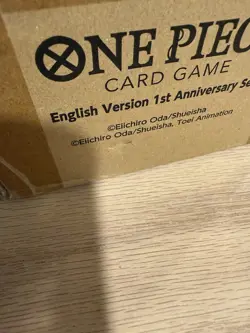 ONE PIEC
CARD GAME
English Version 1st Anniversary Se
©Eiichiro Oda/Shueisha
©Eiichiro Oda/Shueisha, Toei Animation